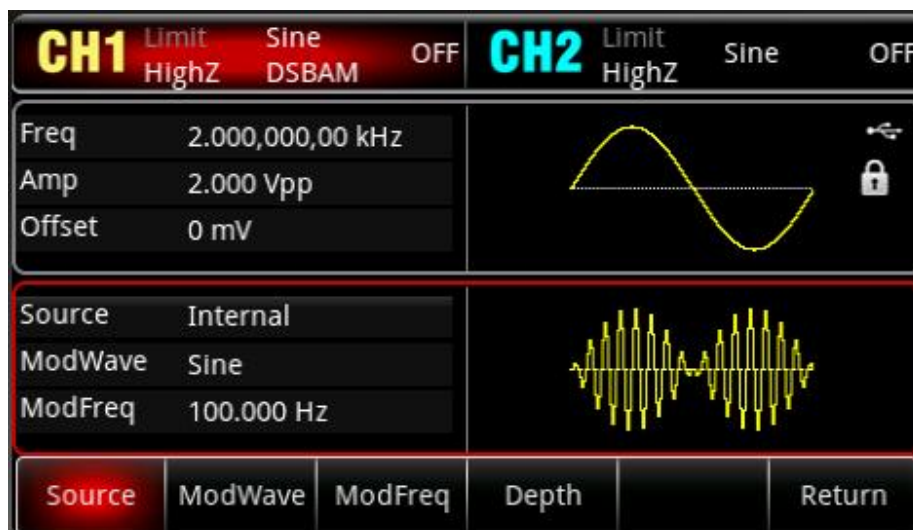 CH1 Limit Sine OFF CH2 Limit Sine OFF
HighZ DSBAM HighZ
Freq 2.000,000,00 kHz
Amp 2.000 Vpp
Offset 0 mV
Source Internal
ModWave Sine
ModFreq 100.000 Hz
Source ModWave ModFreq Depth Return